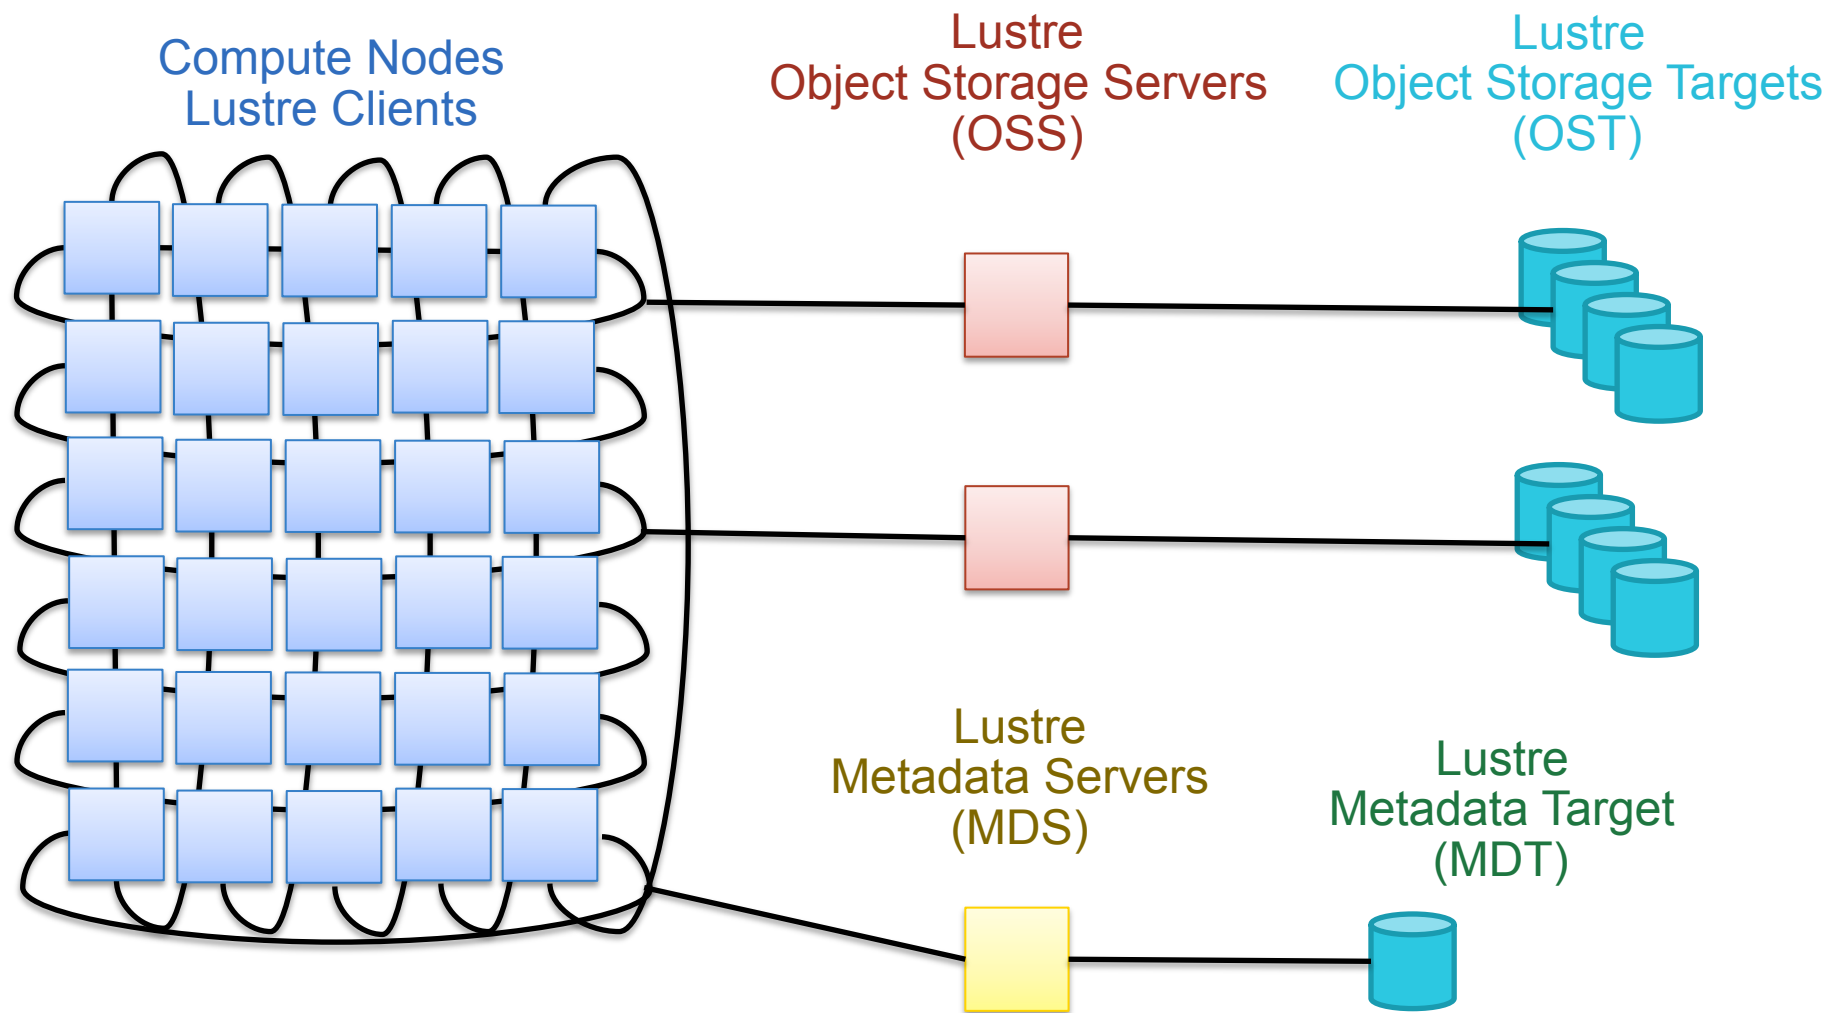 Compute Nodes
Lustre Clients
Lustre
Object Storage Servers
(OSS)
Lustre
Object Storage Targets
(OST)
Lustre
Metadata Servers
(MDS)
Lustre
Metadata Target
(MDT)